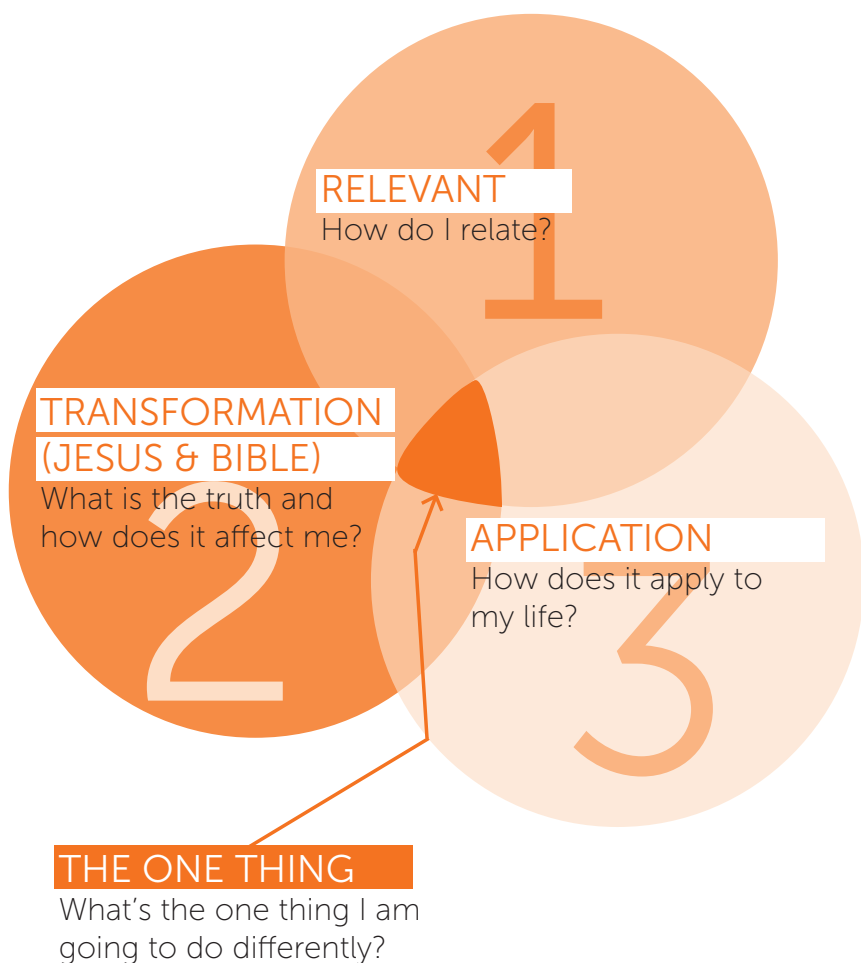 1
RELEVANT
How do I relate?
2
TRANSFORMATION
(JESUS & BIBLE)
What is the truth and
how does it affect me?
3
APPLICATION
How does it apply to
my life?
THE ONE THING
What's the one thing I am
going to do differently?